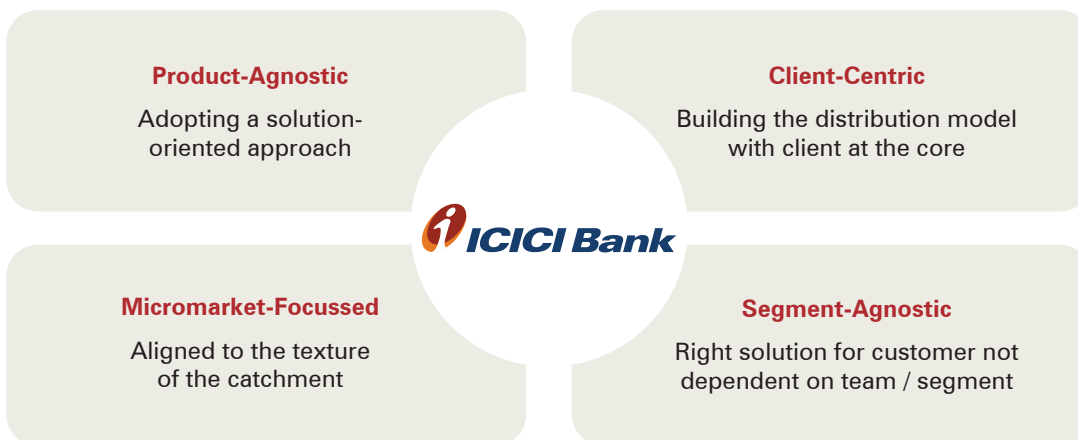 Product-Agnostic
Adopting a solution-
oriented approach
Client-Centric
Building the distribution model
with client at the core
ICICI Bank
Micromarket-Focussed
Aligned to the texture
of the catchment
Segment-Agnostic
Right solution for customer not
dependent on team / segment